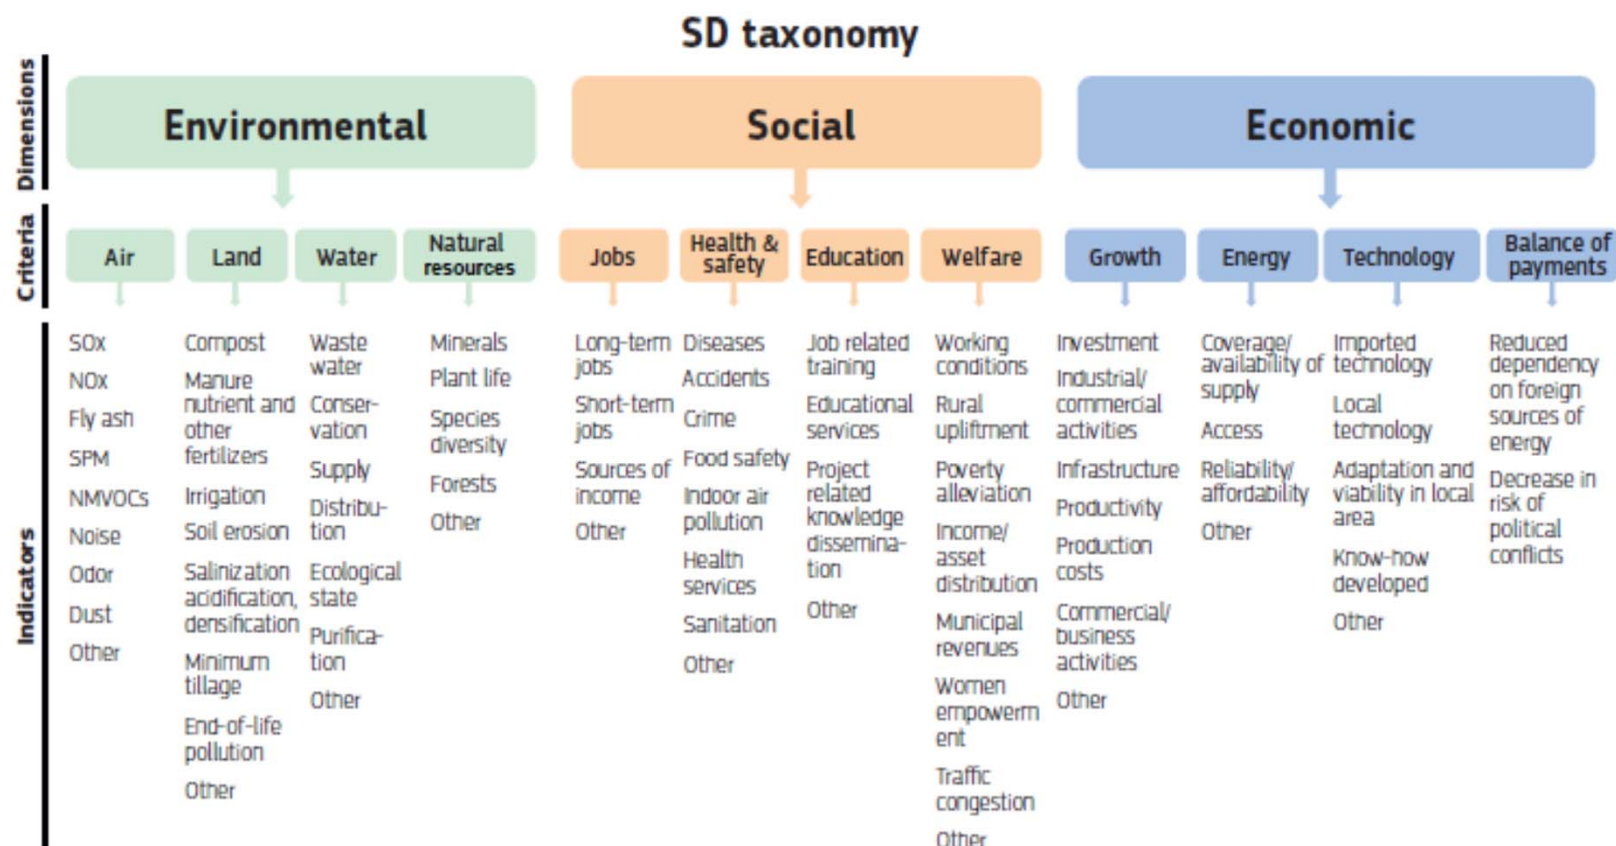 SD taxonomy
Dimensions
Environmental
Social
Economic
Criteria
Air
Land
Water
Natural
resources
Jobs
Health &
safety
Education
Welfare
Growth
Energy
Technology
Balance of
payments
Indicators
SOx
NOx
Fly ash
SPM
NMVOCs
Noise
Odor
Dust
Other
Compost
Manure
nutrient and
other
fertilizers
Irrigation
Soil erosion
Salinization
acidification,
densification
Minimum
tillage
End-of-life
pollution
Other
Waste
water
Conser-
vation
Supply
Distribu-
tion
Ecological
state
Purifica-
tion
Other
Minerals
Plant life
Species
diversity
Forests
Other
Long-term
jobs
Short-term
jobs
Sources of
income
Other
Diseases
Accidents
Crime
Food safety
Indoor air
pollution
Health
services
Sanitation
Other
Job related
training
Educational
services
Project
related
knowledge
dissemina-
tion
Other
Working
conditions
Rural
upliftment
Poverty
alleviation
Income/
asset
distribution
Municipal
revenues
Women
empowerm
ent
Traffic
congestion
Other
Investment
Industrial/
commercial
activities
Infrastructure
Productivity
Production
costs
Commercial/
business
activities
Other
Coverage/
availability of
supply
Access
Reliability/
affordability
Other
Imported
technology
Local
technology
Adaptation and
viability in local
area
Know-how
developed
Other
Reduced
dependency
on foreign
sources of
energy
Decrease in
risk of
political
conflicts